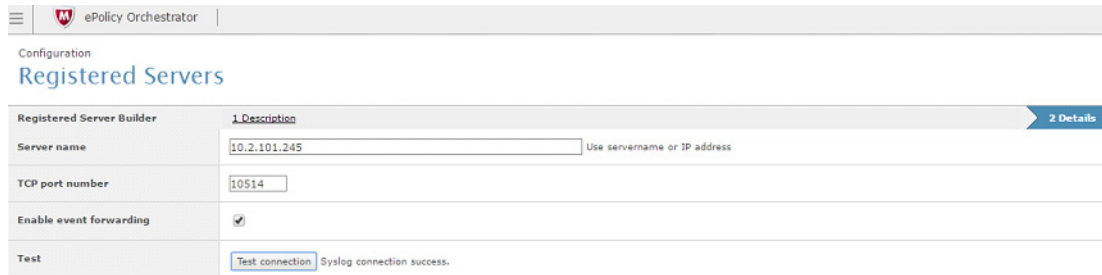 ePolicy Orchestrator
Configuration
Registered Servers
Registered Server Builder 1 Description 2 Details
Server name 10.2.101.245 Use servername or IP address
TCP port number 10514
Enable event forwarding
Test Test connection Syslog connection success.